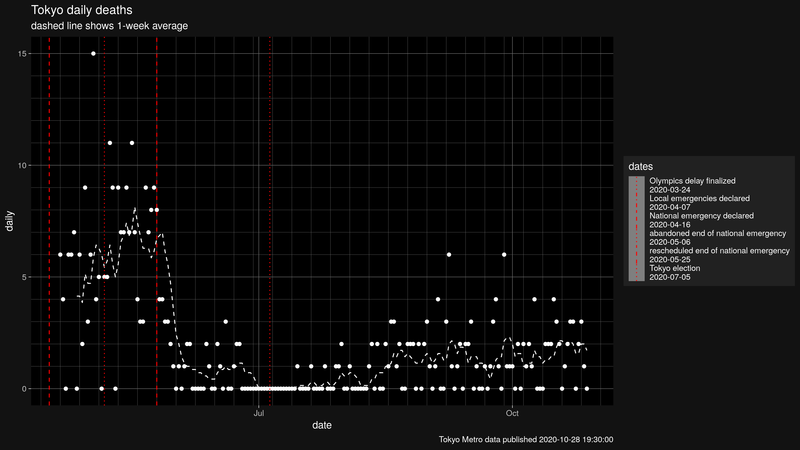 Tokyo daily deaths
dashed line shows 1-week average
15
10
5
0
daily
Jul
Oct
date
Tokyo Metro data published 2020-10-28 19:30:00
dates
Olympics delay finalized
2020-03-24
Local emergencies declared
2020-04-07
National emergency declared
2020-04-16
abandoned end of national emergency
2020-05-06
rescheduled end of national emergency
2020-05-25
Tokyo election
2020-07-05